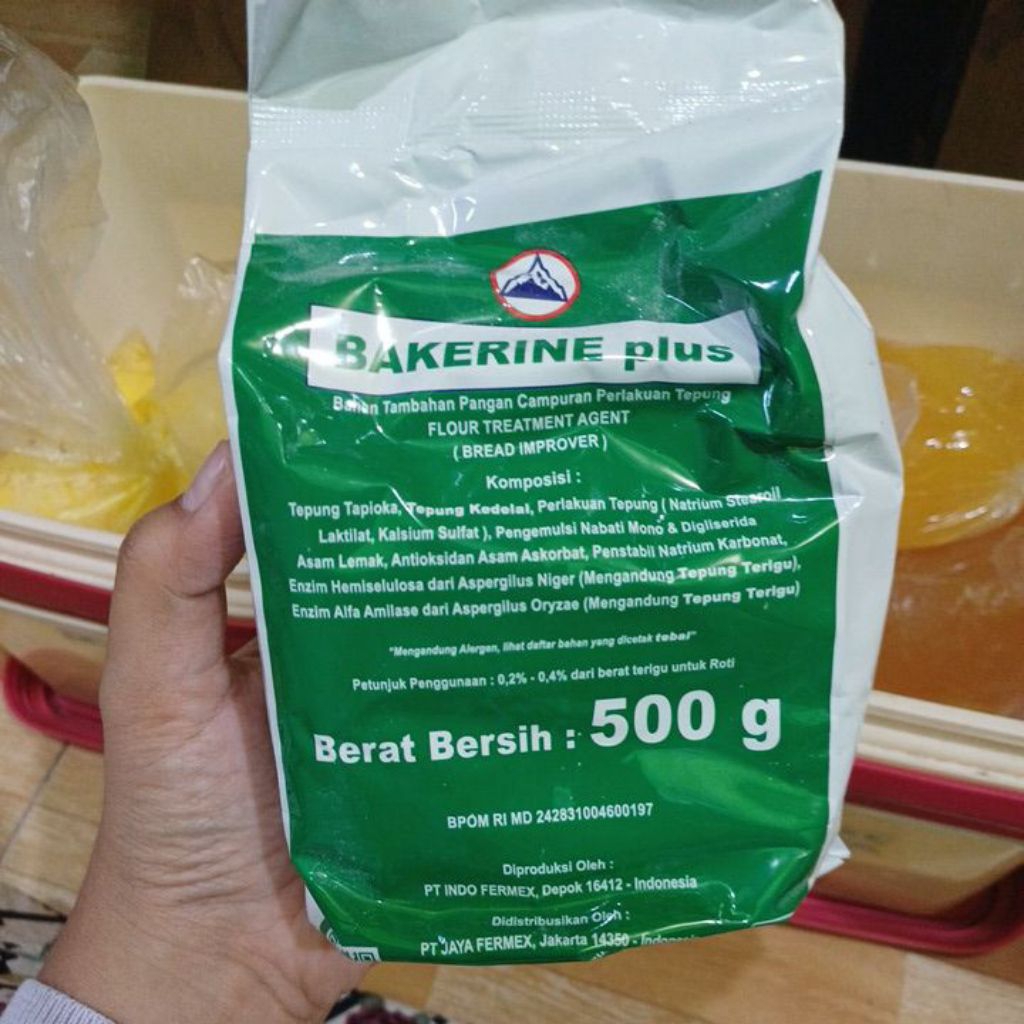 BAKERINE plus
Bahan Tambahan Pangan Campuran Perlakuan Tepung
FLOUR TREATMENT AGENT
( BREAD IMPROVER )
Komposisi :
Tepung Tapioka, Tepung Kedelai, Perlakuan Tepung ( Natrium Stearoil
Laktilat, Kalsium Sulfat ), Pengemulsi Nabati Mono & Digliserida
Asam Lemak, Antioksidan Asam Askorbat, Penstabil Natrium Karbonat,
Enzim Hemiselulosa dari Aspergilus Niger (Mengandung Tepung Terigu),
Enzim Alfa Amilase dari Aspergilus Oryzae (Mengandung Tepung Terigu)
"Mengandung Alergen, lihat daftar bahan yang dicetak tebal"
Petunjuk Penggunaan : 0,2% - 0,4% dari berat terigu untuk Roti
Berat Bersih : 500 g
BPOM RI MD 242831004600197
Diproduksi Oleh :
PT INDO FERMEX, Depok 16412 - Indonesia
Didistribusikan Oleh :
PT JAYA FERMEX, Jakarta 14350 - Indonesia